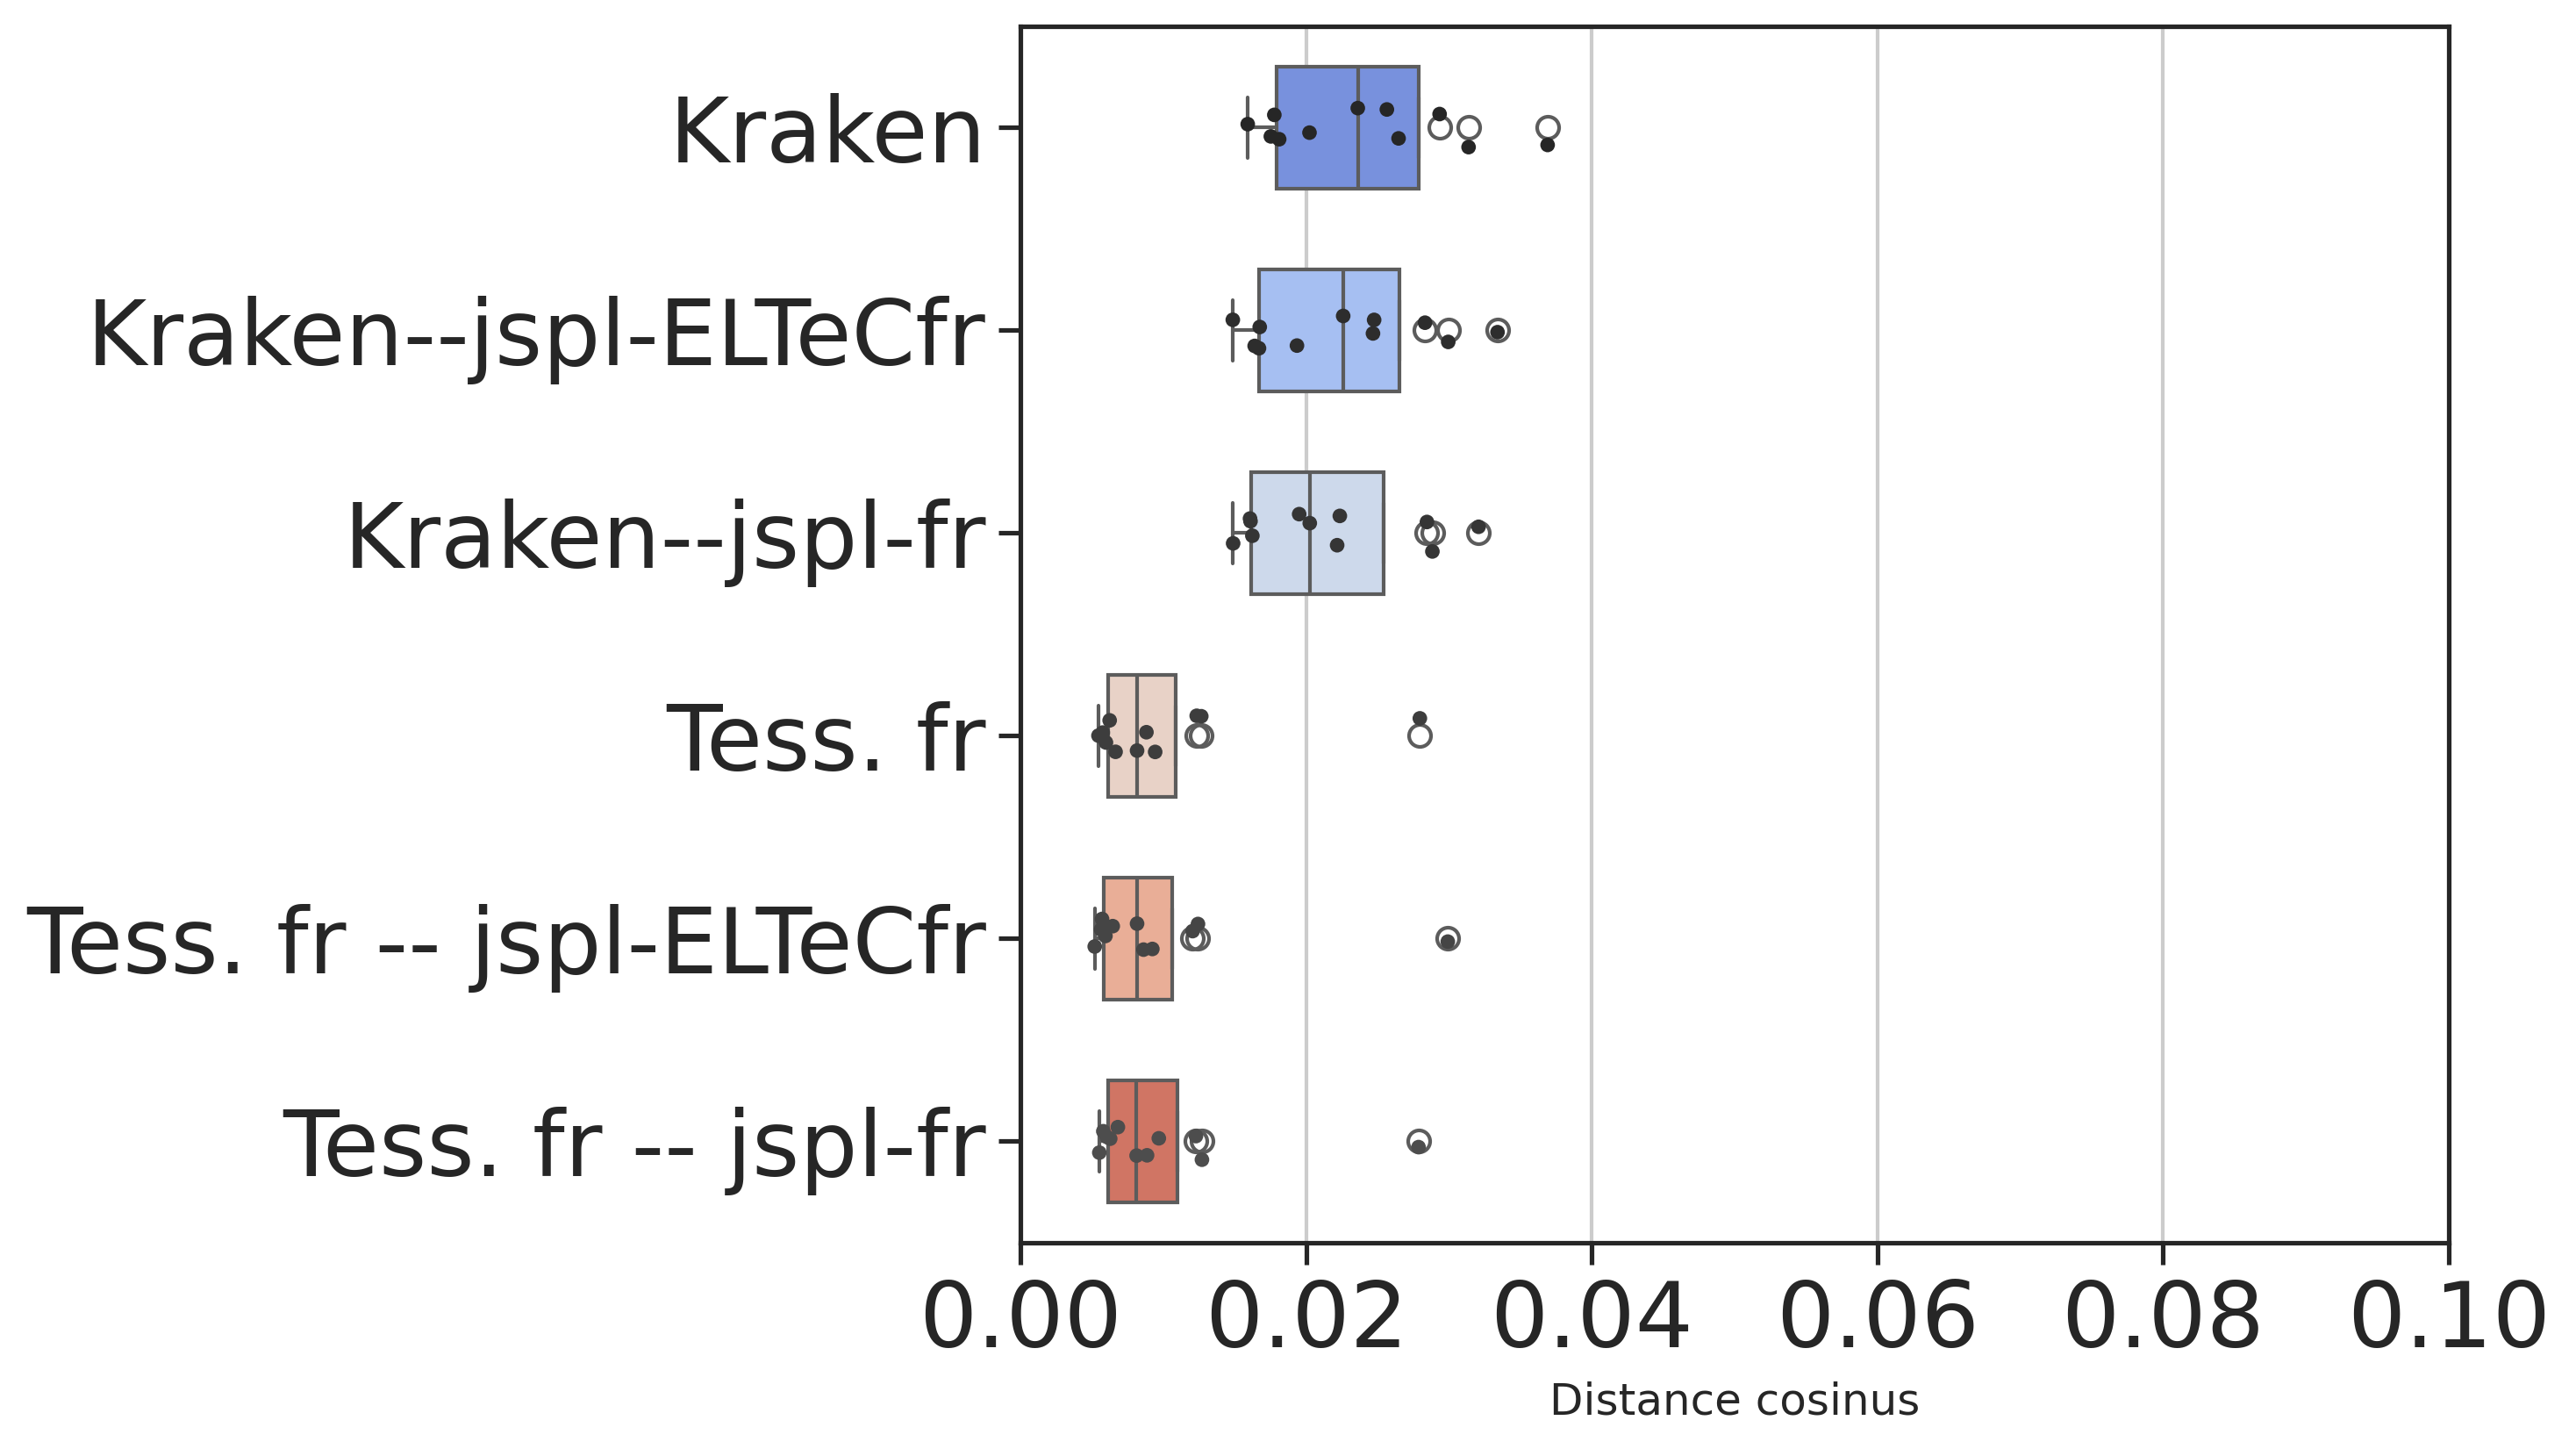 Kraken
Kraken--jspl-ELTeCfr
Kraken--jspl-fr
Tess. fr
Tess. fr -- jspl-ELTeCfr
Tess. fr -- jspl-fr
0.00 0.02 0.04 0.06 0.08 0.10
Distance cosinus